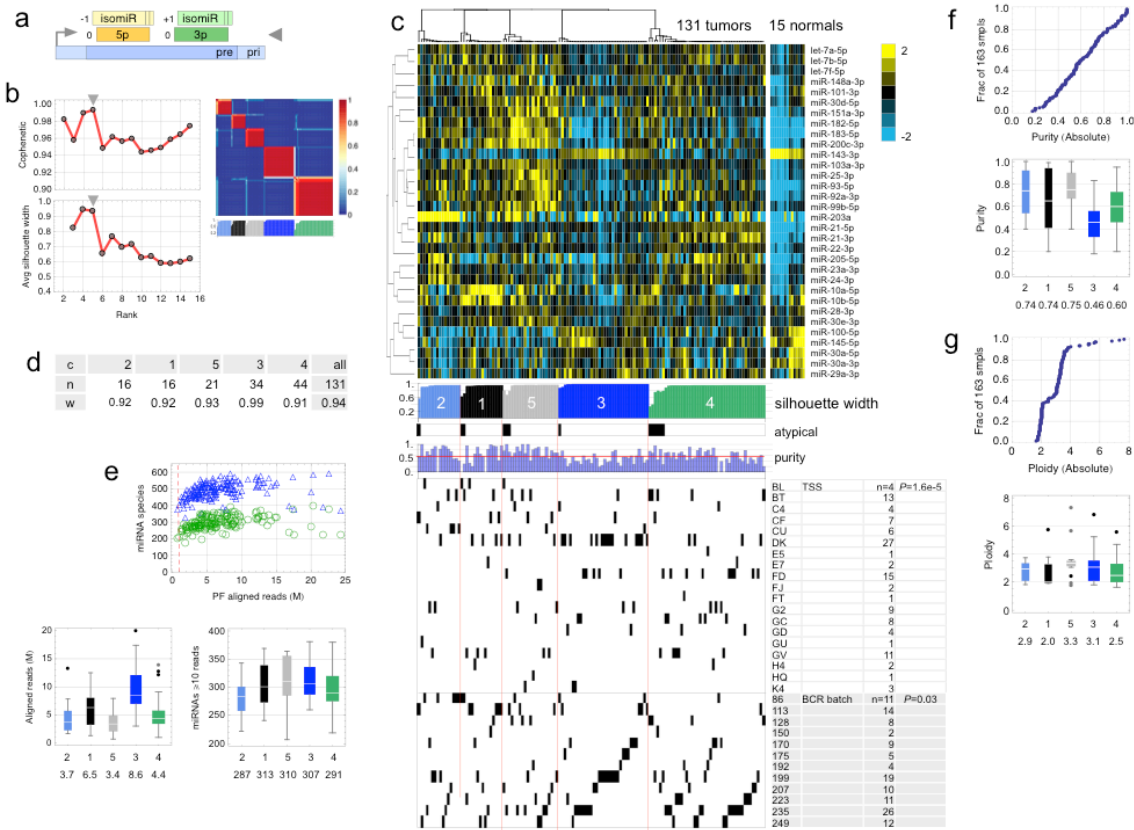 a
-1 isomiR +1 isomiR
0 5p 0 3p
pre pri
b
Cophenetic
1.00
0.98
0.96
0.94
0.92
0.90
Avg silhouette width
1.0
0.9
0.8
0.7
0.6
0.5
0.4
2 4 6 8 10 12 14 16
Rank
1
0.8
0.6
0.4
0.2
0
c
131 tumors 15 normals
2
-2
let-7a-5p
let-7b-5p
let-7f-5p
miR-148a-3p
miR-101-3p
miR-30d-5p
miR-151a-3p
miR-182-5p
miR-183-5p
miR-200c-3p
miR-143-3p
miR-103a-3p
miR-25-3p
miR-93-5p
miR-92a-3p
miR-99b-5p
miR-203a
miR-21-5p
miR-21-3p
miR-22-3p
miR-205-5p
miR-23a-3p
miR-24-3p
miR-10a-5p
miR-10b-5p
miR-28-3p
miR-30e-3p
miR-100-5p
miR-145-5p
miR-30a-5p
miR-30a-3p
miR-29a-3p
1.0
0.6
0.2
2 1 5 3 4
silhouette width
atypical
1.
0.5
0.
purity
BL TSS n=4 P=1.6e-5
BT 13
C4 4
CF 7
CU 6
DK 27
E5 1
E7 2
FD 15
FJ 2
FT 1
G2 9
GC 8
GD 4
GU 1
GV 11
H4 2
HQ 1
K4 3
86 BCR batch n=11 P=0.03
113 14
128 8
150 2
170 9
175 5
192 4
199 19
207 10
223 11
235 26
249 12
d
c 2 1 5 3 4 all
n 16 16 21 34 44 131
w 0.92 0.92 0.93 0.99 0.91 0.94
e
miRNA species
600
500
400
300
200
100
0
0 5 10 15 20 25
PF aligned reads (M)
Aligned reads (M)
20
15
10
5
0
2 1 5 3 4
3.7 6.5 3.4 8.6 4.4
miRNAs ≥10 reads
400
350
300
250
200
2 1 5 3 4
287 313 310 307 291
f
Frac of 163 smpls
1.0
0.8
0.6
0.4
0.2
0.0
0.0 0.2 0.4 0.6 0.8 1.0
Purity (Absolute)
Purity
1.0
0.8
0.6
0.4
0.2
0.0
2 1 5 3 4
0.74 0.74 0.75 0.46 0.60
g
Frac of 163 smpls
1.0
0.8
0.6
0.4
0.2
0.0
0 2 4 6 8
Ploidy (Absolute)
Ploidy
8
6
4
2
0
2 1 5 3 4
2.9 2.0 3.3 3.1 2.5